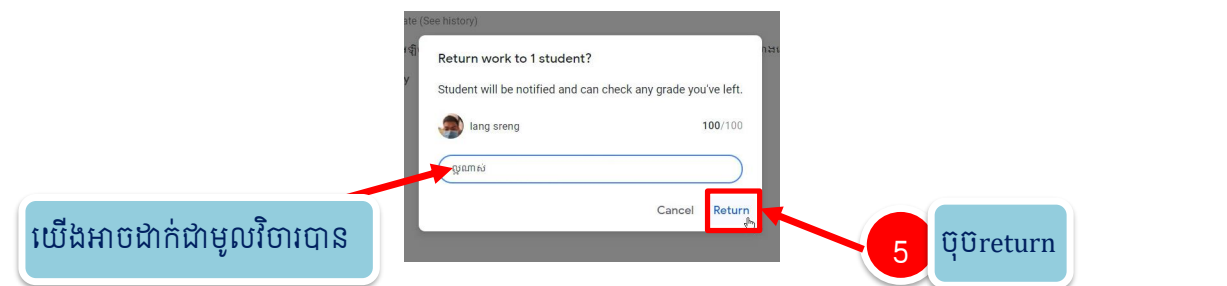 ate (See history)
Return work to 1 student?
Student will be notified and can check any grade you've left.
lang sreng 100/100
ល្អណាស់
Cancel Return
យើងអាចដាក់ជាមូលវិចារបាន
5 ចុចreturn